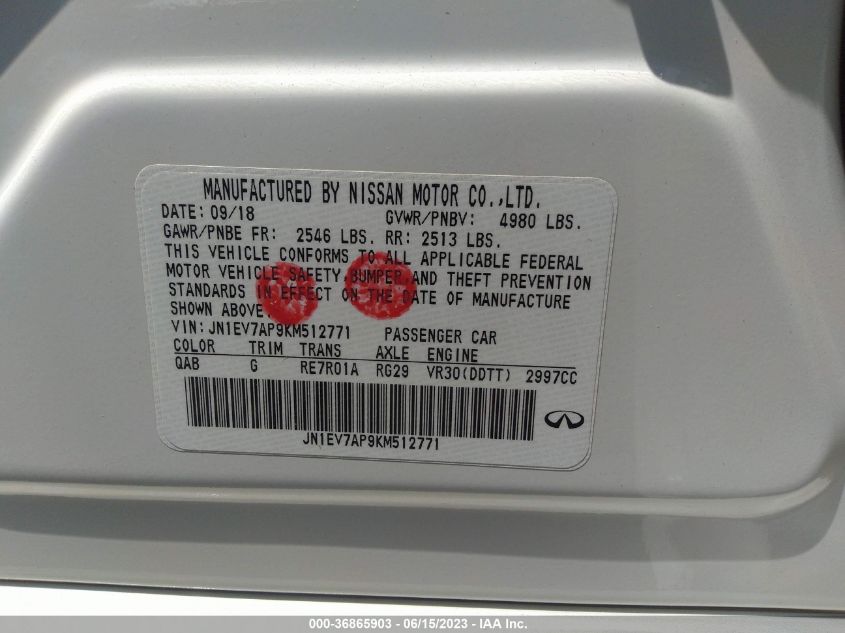 MANUFACTURED BY NISSAN MOTOR CO.,LTD.
DATE: 09/18 GVWR/PNBV: 4980 LBS.
GAWR/PNBE FR: 2546 LBS. RR: 2513 LBS.
THIS VEHICLE CONFORMS TO ALL APPLICABLE FEDERAL
MOTOR VEHICLE SAFETY,BUMPER,AND THEFT PREVENTION
STANDARDS IN EFFECT ON THE DATE OF MANUFACTURE
SHOWN ABOVE.
VIN: JN1EV7AP9KM512771 PASSENGER CAR
COLOR TRIM TRANS AXLE ENGINE
QAB G RE7R01A RG29 VR30(DDTT) 2997CC
JN1EV7AP9KM512771
000-36865903 - 06/15/2023 - IAA Inc.